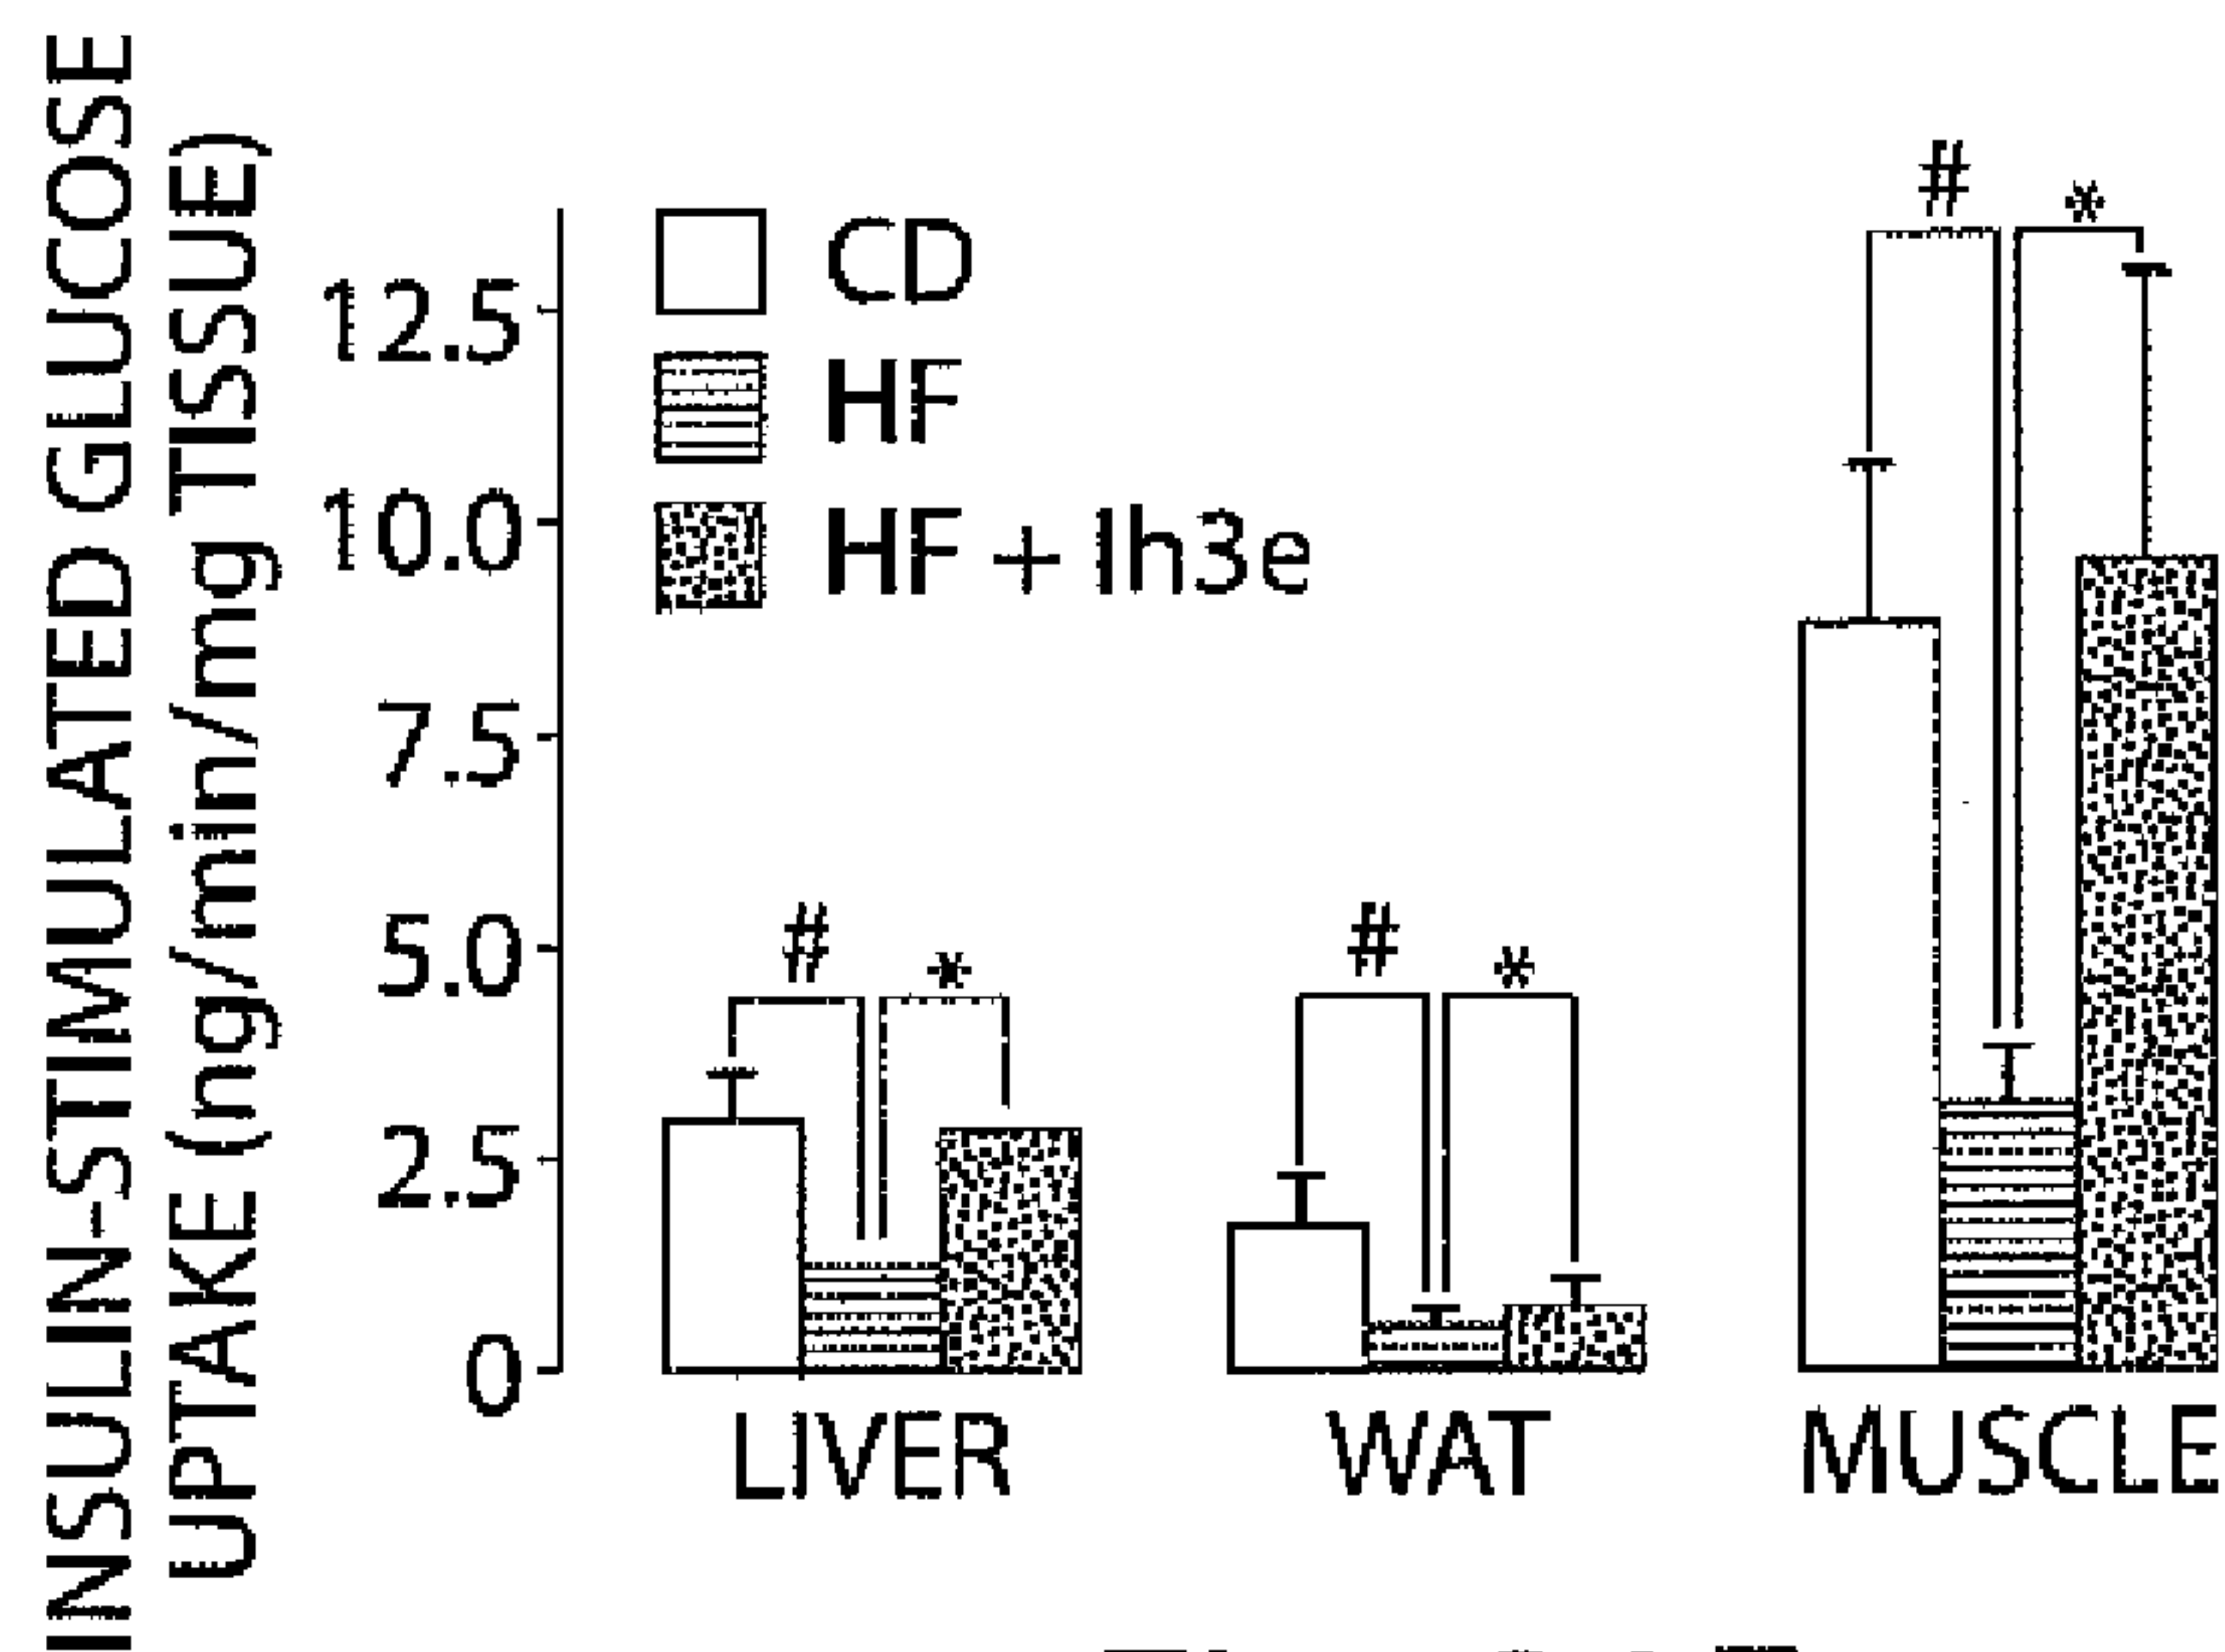 INSULIN-STIMULATED GLUCOSE
UPTAKE (ng/min/mg TISSUE)
12.5
10.0
7.5
5.0
2.5
0
CD
HF
HF + Ih3e
# *
# *
# *
LIVER WAT MUSCLE